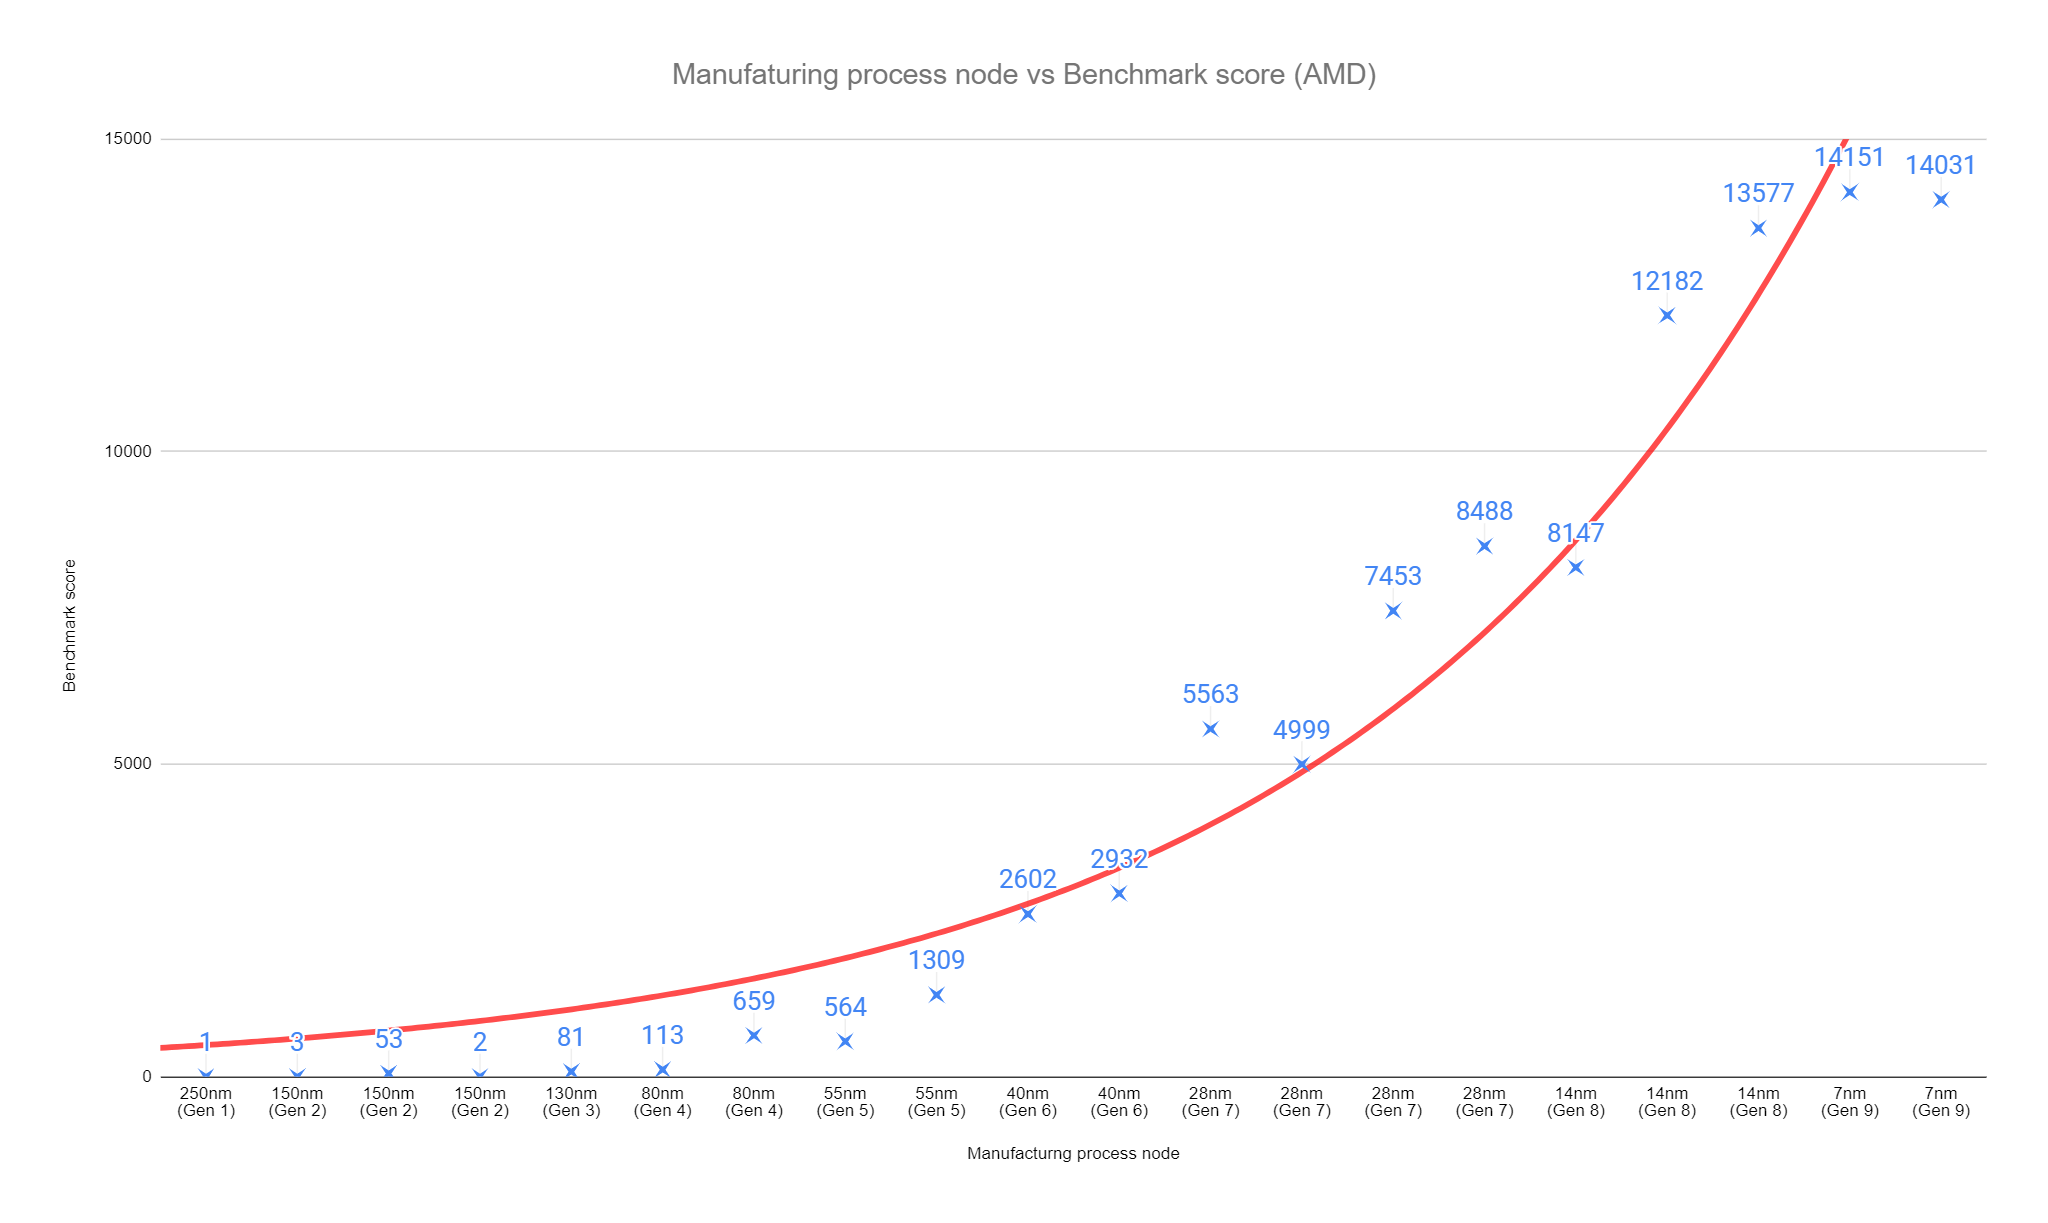 Manufaturing process node vs Benchmark score (AMD)
15000
10000
5000
0
Benchmark score
1
3
53
2
81
113
659
564
1309
2602
2932
5563
4999
7453
8488
8147
12182
13577
14151
14031
250nm
(Gen 1)
150nm
(Gen 2)
150nm
(Gen 2)
150nm
(Gen 2)
130nm
(Gen 3)
80nm
(Gen 4)
80nm
(Gen 4)
55nm
(Gen 5)
55nm
(Gen 5)
40nm
(Gen 6)
40nm
(Gen 6)
28nm
(Gen 7)
28nm
(Gen 7)
28nm
(Gen 7)
28nm
(Gen 7)
14nm
(Gen 8)
14nm
(Gen 8)
14nm
(Gen 8)
7nm
(Gen 9)
7nm
(Gen 9)
Manufacturng process node